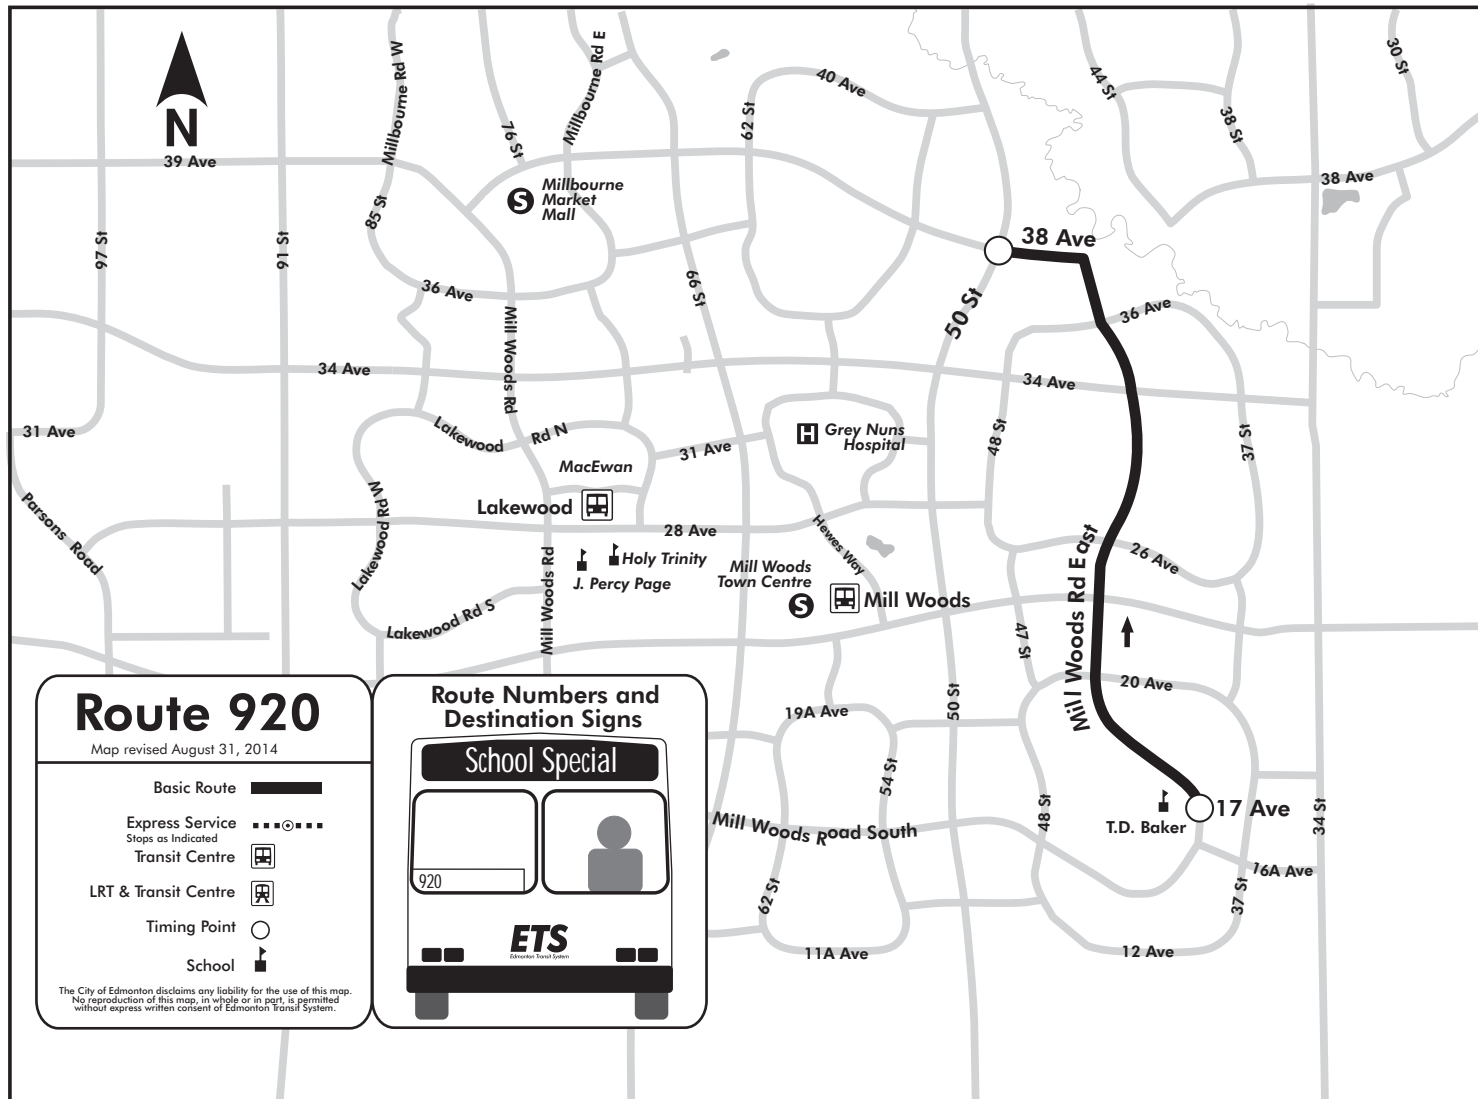 N
39 Ave
97 St
91 St
Millbourne Rd W
85 St
76 St
Millbourne Rd E
62 St
40 Ave
44 St
38 St
30 St
38 Ave
S
Millbourne
Market
Mall
66 St
38 Ave
50 St
36 Ave
36 Ave
Mill Woods Rd
34 Ave
34 Ave
31 Ave
Lakewood Rd N
31 Ave
H
Grey Nuns
Hospital
48 St
37 St
MacEwan
Lakewood
Parsons Road
Lakewood Rd W
28 Ave
Hewes Way
26 Ave
Holy Trinity
J. Percy Page
Mill Woods
Town Centre
S
Mill Woods
Mill Woods Rd
Lakewood Rd S
47 St
Mill Woods Rd East
20 Ave
50 St
19A Ave
54 St
Mill Woods Road South
48 St
T.D. Baker
17 Ave
34 St
16A Ave
62 St
37 St
11A Ave
12 Ave
Route 920
Map revised August 31, 2014
Basic Route
Express Service
Stops as Indicated
Transit Centre
LRT & Transit Centre
Timing Point
School
The City of Edmonton disclaims any liability for the use of this map.
No reproduction of this map, in whole or in part, is permitted
without express written consent of Edmonton Transit System.
Route Numbers and
Destination Signs
School Special
920
ETS
Edmonton Transit System